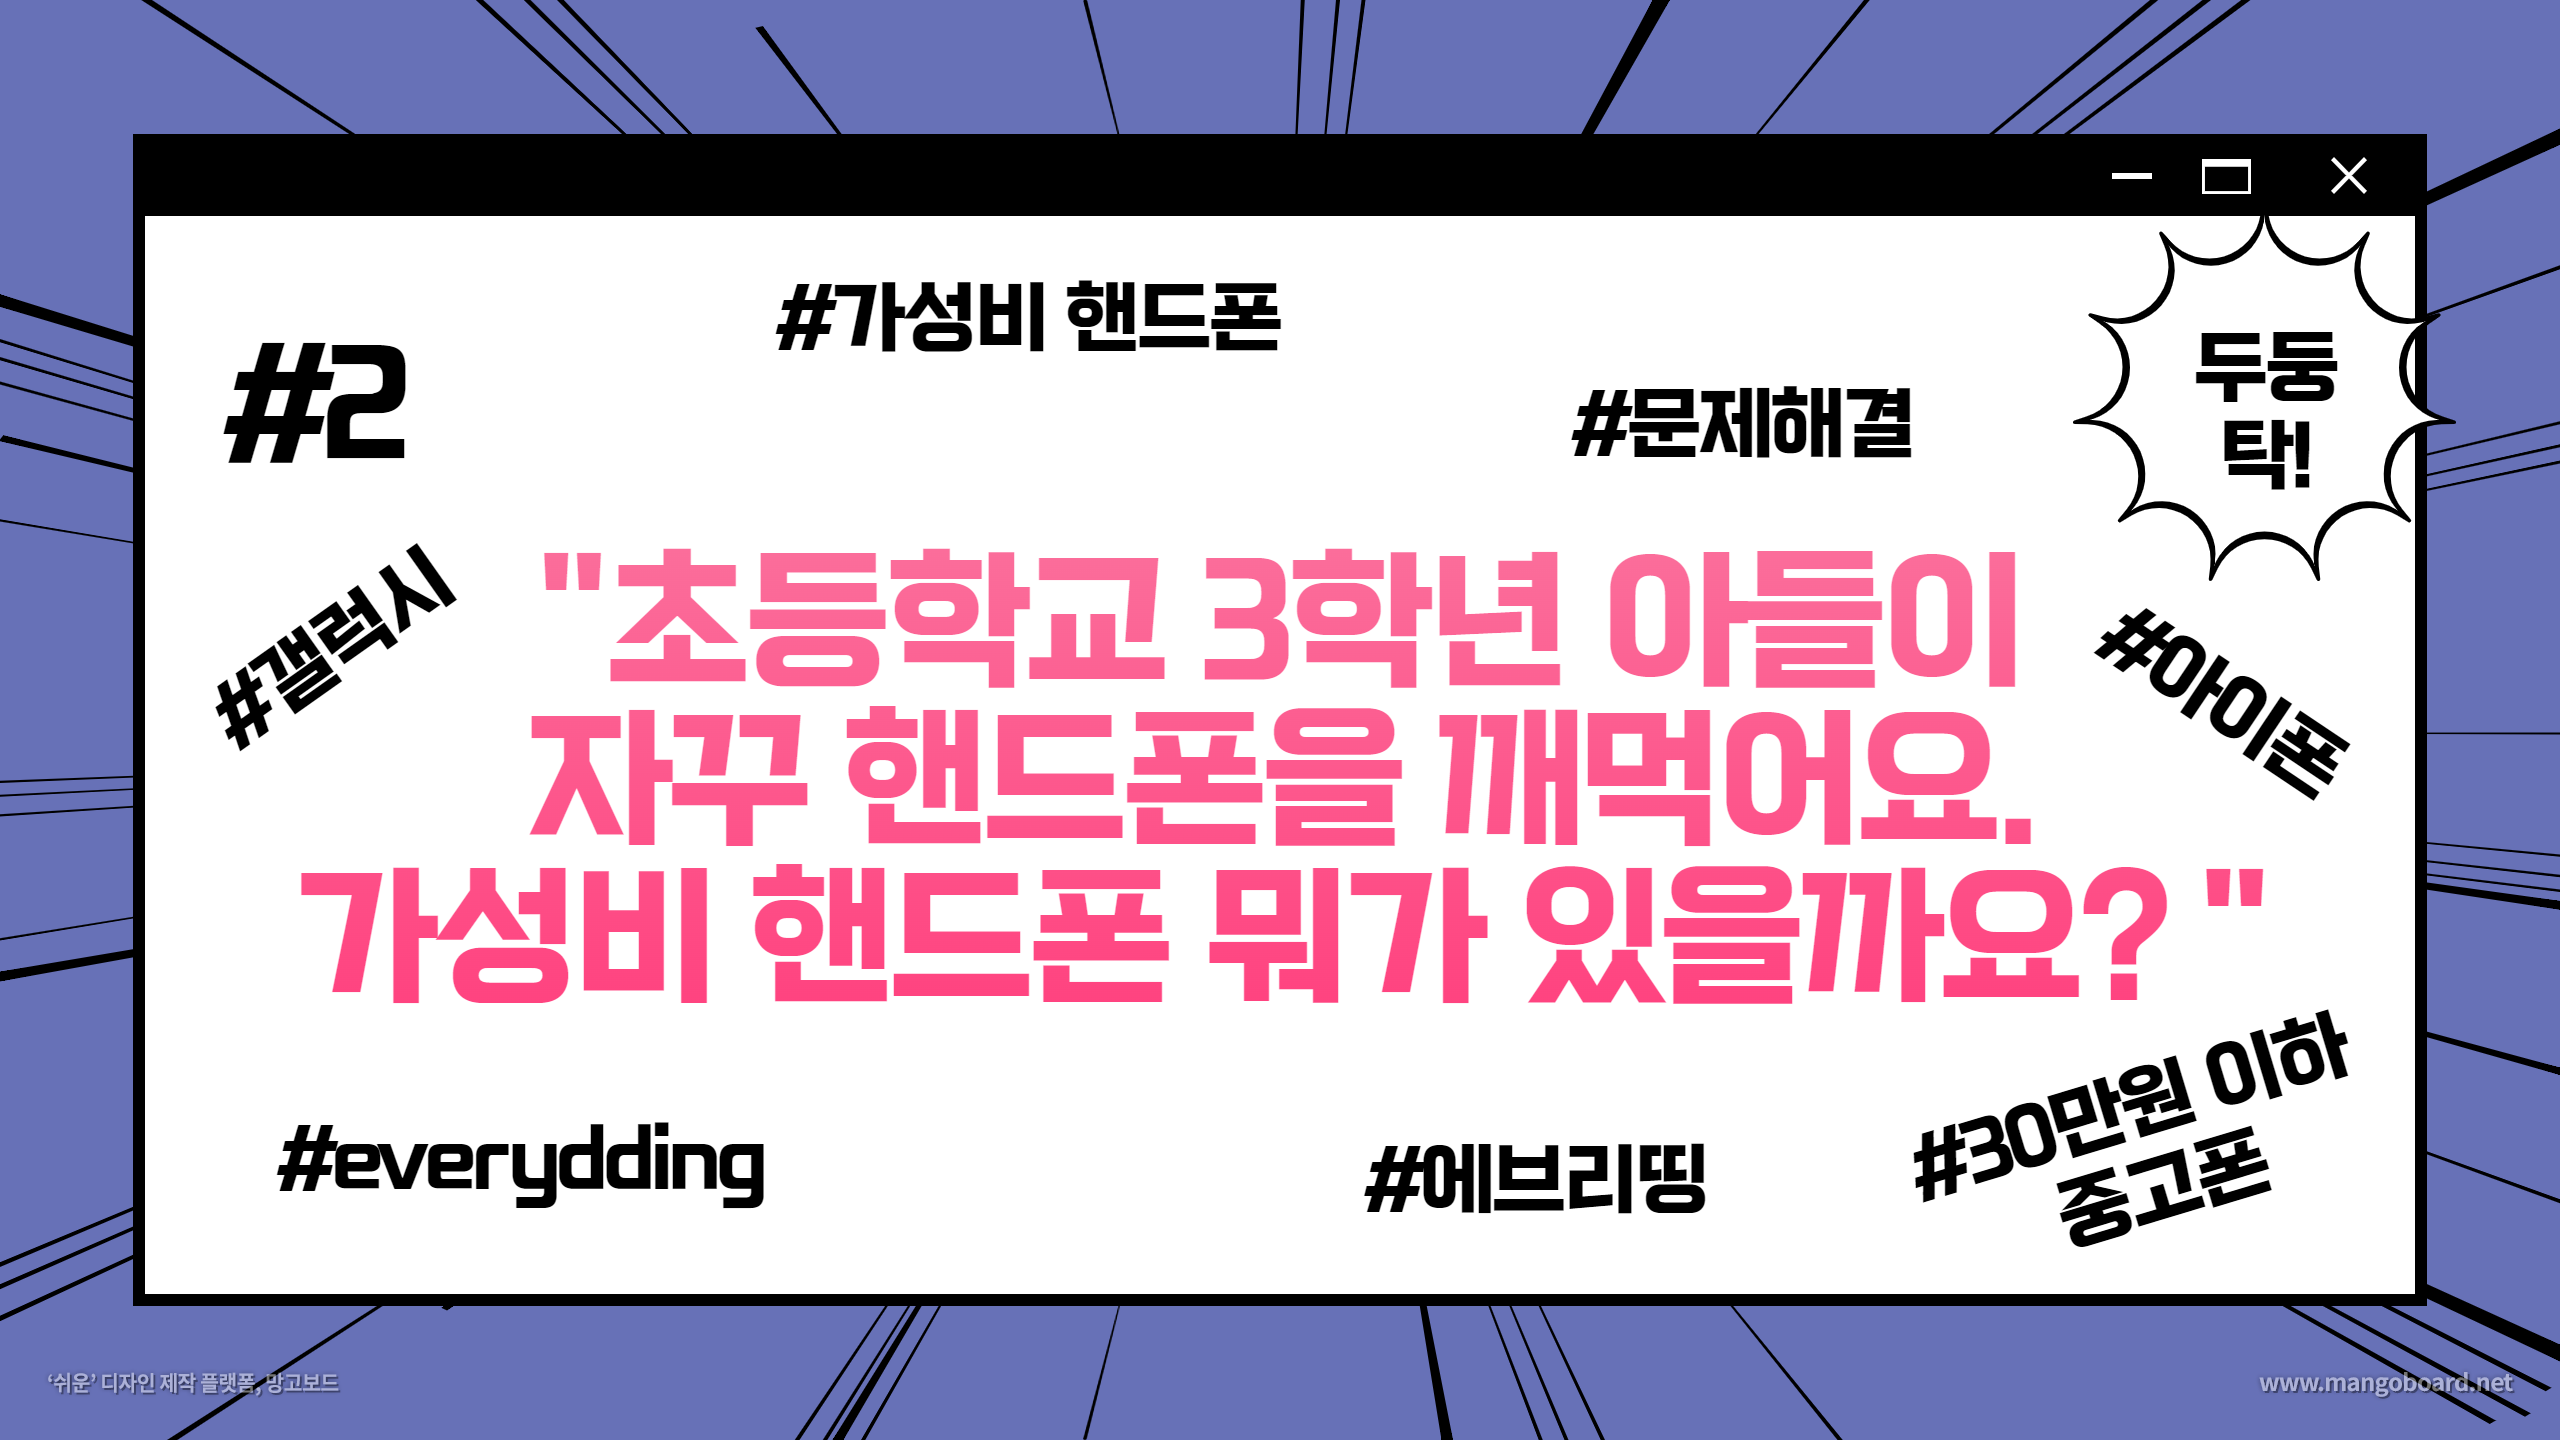 #가성비 핸드폰
#2
#문제해결
두둥
탁!
#갤럭시
"초등학교 3학년 아들이
자꾸 핸드폰을 깨먹어요.
가성비 핸드폰 뭐가 있을까요? "
#아이폰
#everydding
#에브리띵
#30만원 이하
중고폰
‘쉬운’ 디자인 제작 플랫폼, 망고보드
www.mangoboard.net